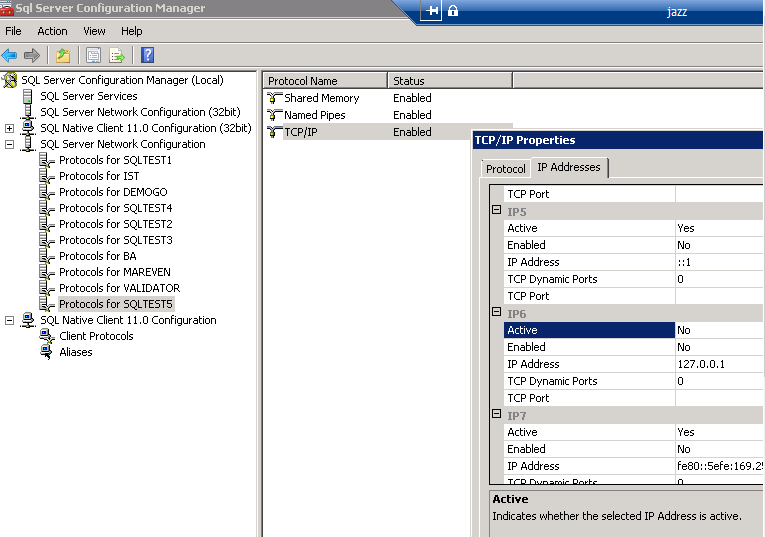 Sql Server Configuration Manager
jazz
File Action View Help
SQL Server Configuration Manager (Local)
SQL Server Services
SQL Server Network Configuration (32bit)
SQL Native Client 11.0 Configuration (32bit)
SQL Server Network Configuration
Protocols for SQLTEST1
Protocols for IST
Protocols for DEMOGO
Protocols for SQLTEST4
Protocols for SQLTEST2
Protocols for SQLTEST3
Protocols for BA
Protocols for MAREVEN
Protocols for VALIDATOR
Protocols for SQLTEST5
SQL Native Client 11.0 Configuration
Client Protocols
Aliases
Protocol Name Status
Shared Memory Enabled
Named Pipes Enabled
TCP/IP Enabled
TCP/IP Properties
Protocol IP Addresses
TCP Port
IP5
Active Yes
Enabled No
IP Address ::1
TCP Dynamic Ports 0
TCP Port
IP6
Active No
Enabled No
IP Address 127.0.0.1
TCP Dynamic Ports 0
TCP Port
IP7
Active Yes
Enabled No
IP Address fe80::5efe:169.25
TCP Dynamic Ports 0
Active
Indicates whether the selected IP Address is active.